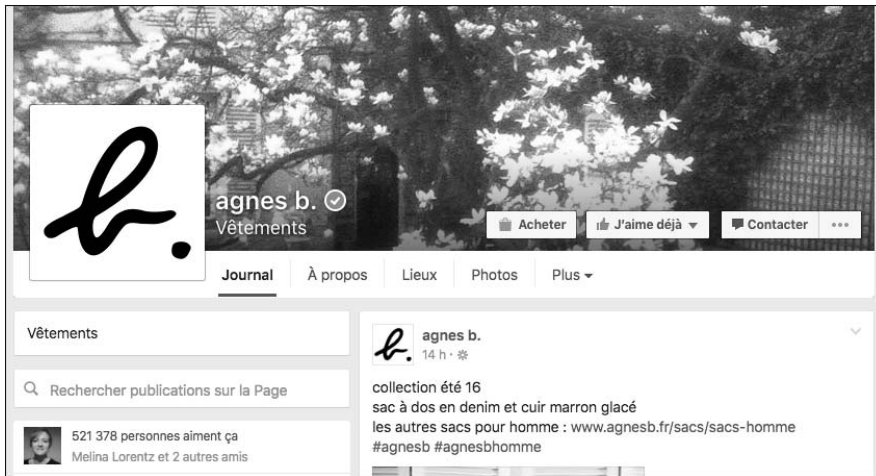 b.
agnes b.
Vêtements
Acheter
J'aime déjà
Contacter
Journal
À propos
Lieux
Photos
Plus
Vêtements
Rechercher publications sur la Page
521 378 personnes aiment ça
Melina Lorentz et 2 autres amis
b.
agnes b.
14 h ·
collection été 16
sac à dos en denim et cuir marron glacé
les autres sacs pour homme : www.agnesb.fr/sacs/sacs-homme
#agnesb #agnesbhomme